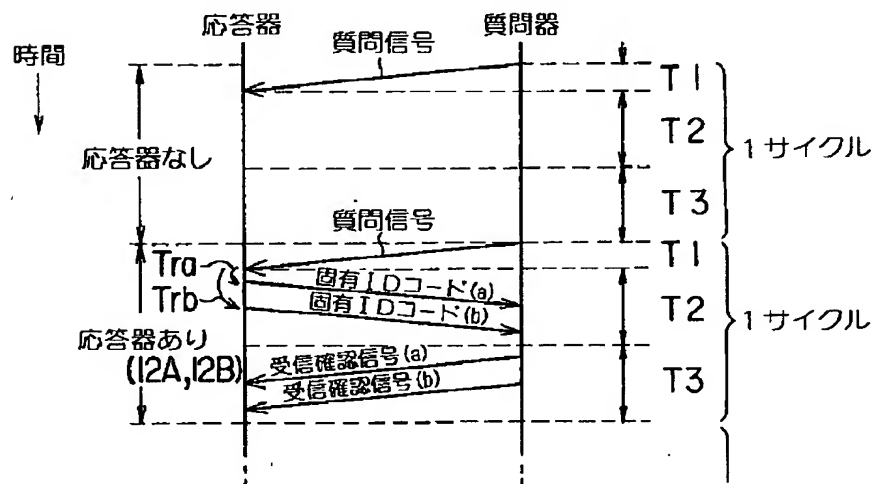 応答器
質問器
時間
質問信号
T1
T2
1サイクル
応答器なし
T3
質問信号
T1
Tra
Trb
固有IDコード(a)
固有IDコード(b)
T2
1サイクル
応答器あり
(12A,12B)
受信確認信号(a)
受信確認信号(b)
T3